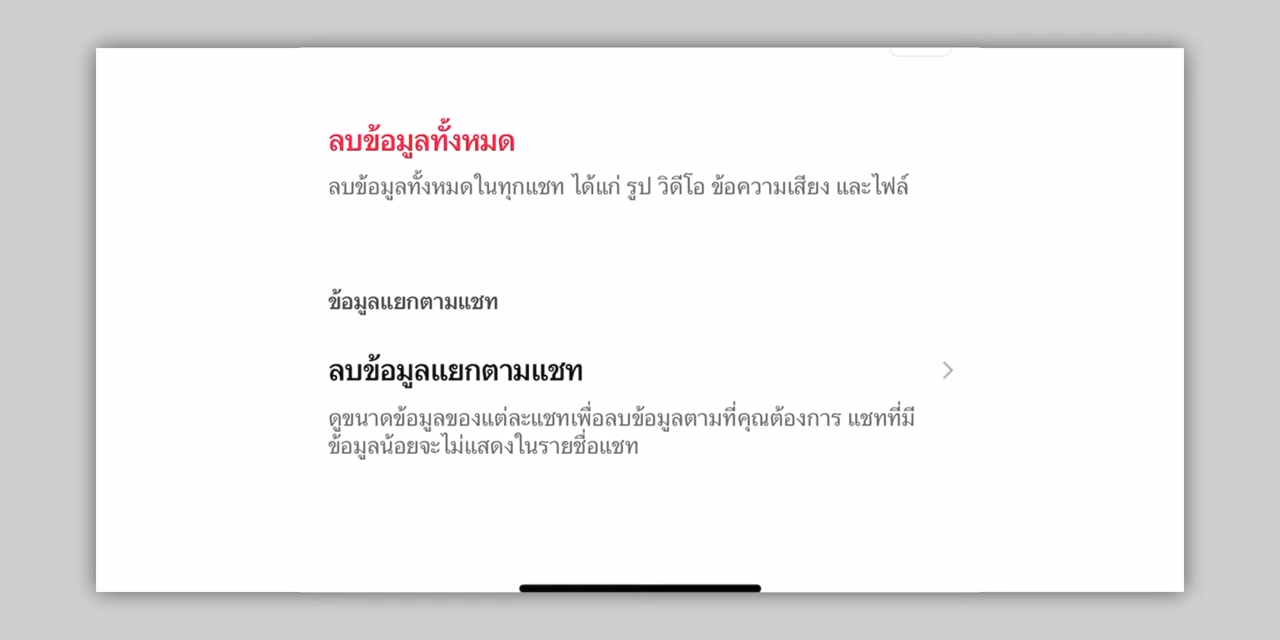 ลบข้อมูลทั้งหมด
ลบข้อมูลทั้งหมดในทุกแชท ได้แก่ รูป วิดีโอ ข้อความเสียง และไฟล์
ข้อมูลแยกตามแชท
ลบข้อมูลแยกตามแชท
ดูขนาดข้อมูลของแต่ละแชทเพื่อลบข้อมูลตามที่คุณต้องการ แชทที่มี
ข้อมูลน้อยจะไม่แสดงในรายชื่อแชท